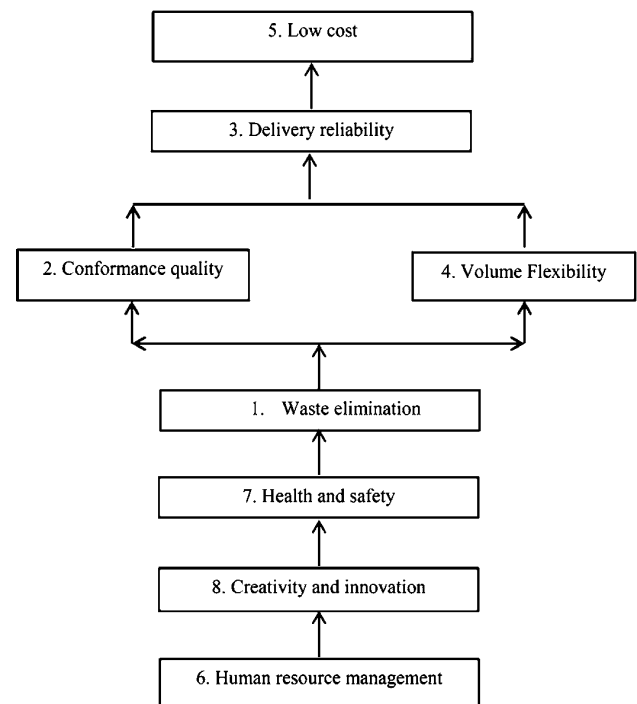 5. Low cost
3. Delivery reliability
2. Conformance quality
4. Volume Flexibility
1. Waste elimination
7. Health and safety
8. Creativity and innovation
6. Human resource management